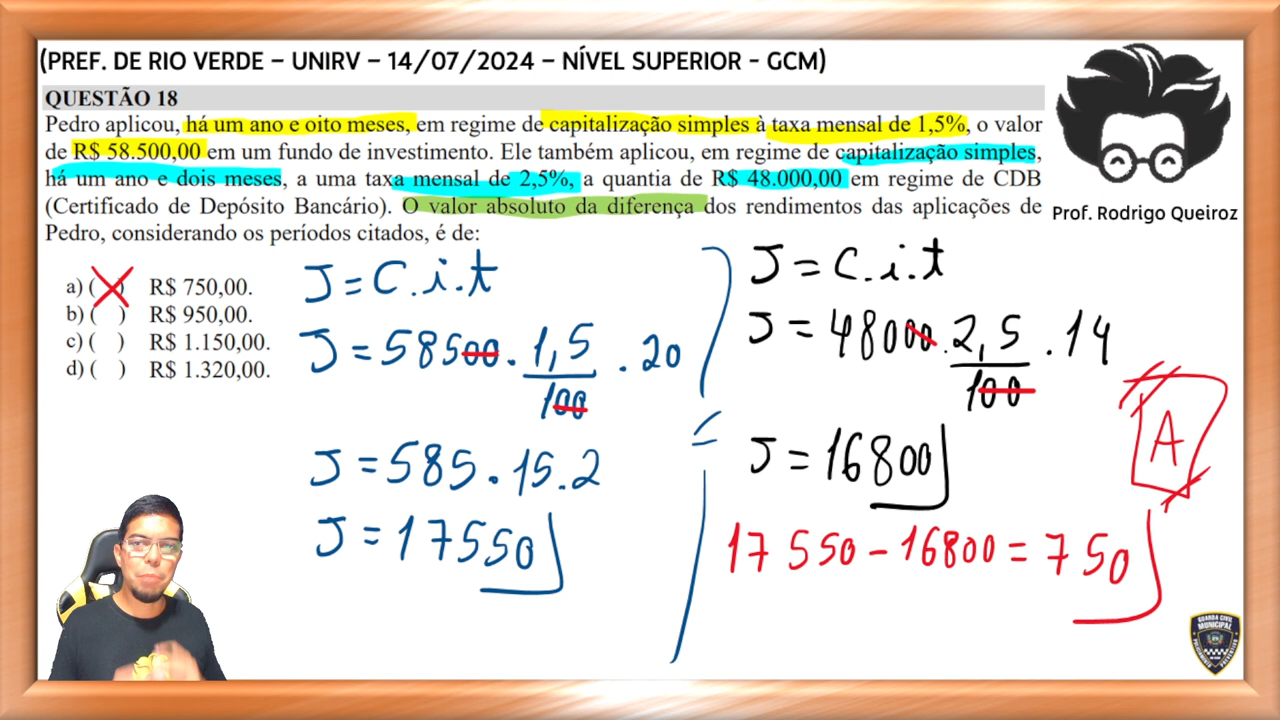 (PREF. DE RIO VERDE – UNIRV – 14/07/2024 – NÍVEL SUPERIOR - GCM)
QUESTÃO 18
Pedro aplicou, há um ano e oito meses, em regime de capitalização simples à taxa mensal de 1,5%, o valor
de R$ 58.500,00 em um fundo de investimento. Ele também aplicou, em regime de capitalização simples,
há um ano e dois meses, a uma taxa mensal de 2,5%, a quantia de R$ 48.000,00 em regime de CDB
(Certificado de Depósito Bancário). O valor absoluto da diferença dos rendimentos das aplicações de
Pedro, considerando os períodos citados, é de:
Prof. Rodrigo Queiroz
a) ( ) R$ 750,00.
b) ( ) R$ 950,00.
c) ( ) R$ 1.150,00.
d) ( ) R$ 1.320,00.
J = C.i.t
J = 58500 . 1,5/100 . 20
J = 585 . 15 . 2
J = 17550
J = C.i.t
J = 48000 . 2,5/100 . 14
J = 16800
17550 - 16800 = 750
A
GUARDA CIVIL
MUNICIPAL